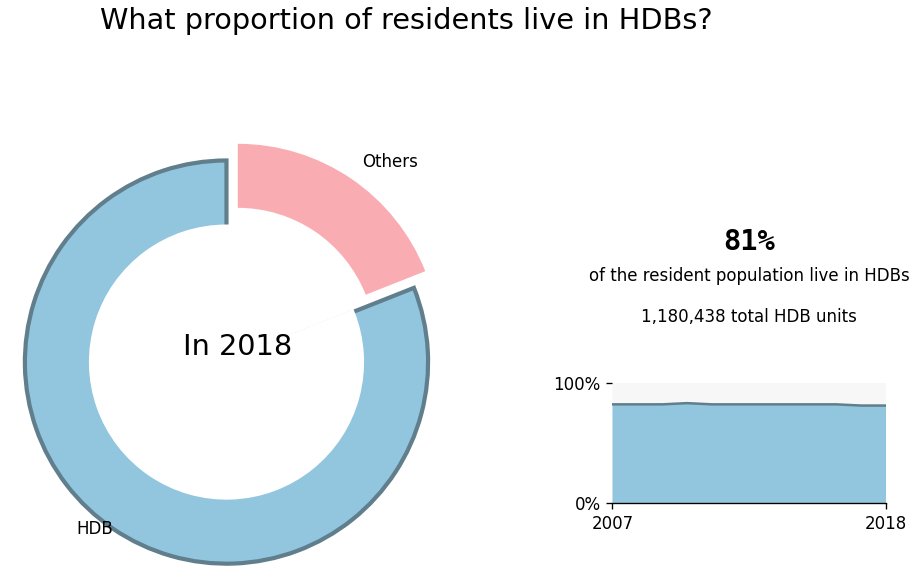 What proportion of residents live in HDBs?
Others
In 2018
HDB
81%
of the resident population live in HDBs
1,180,438 total HDB units
100%
0%
2007
2018